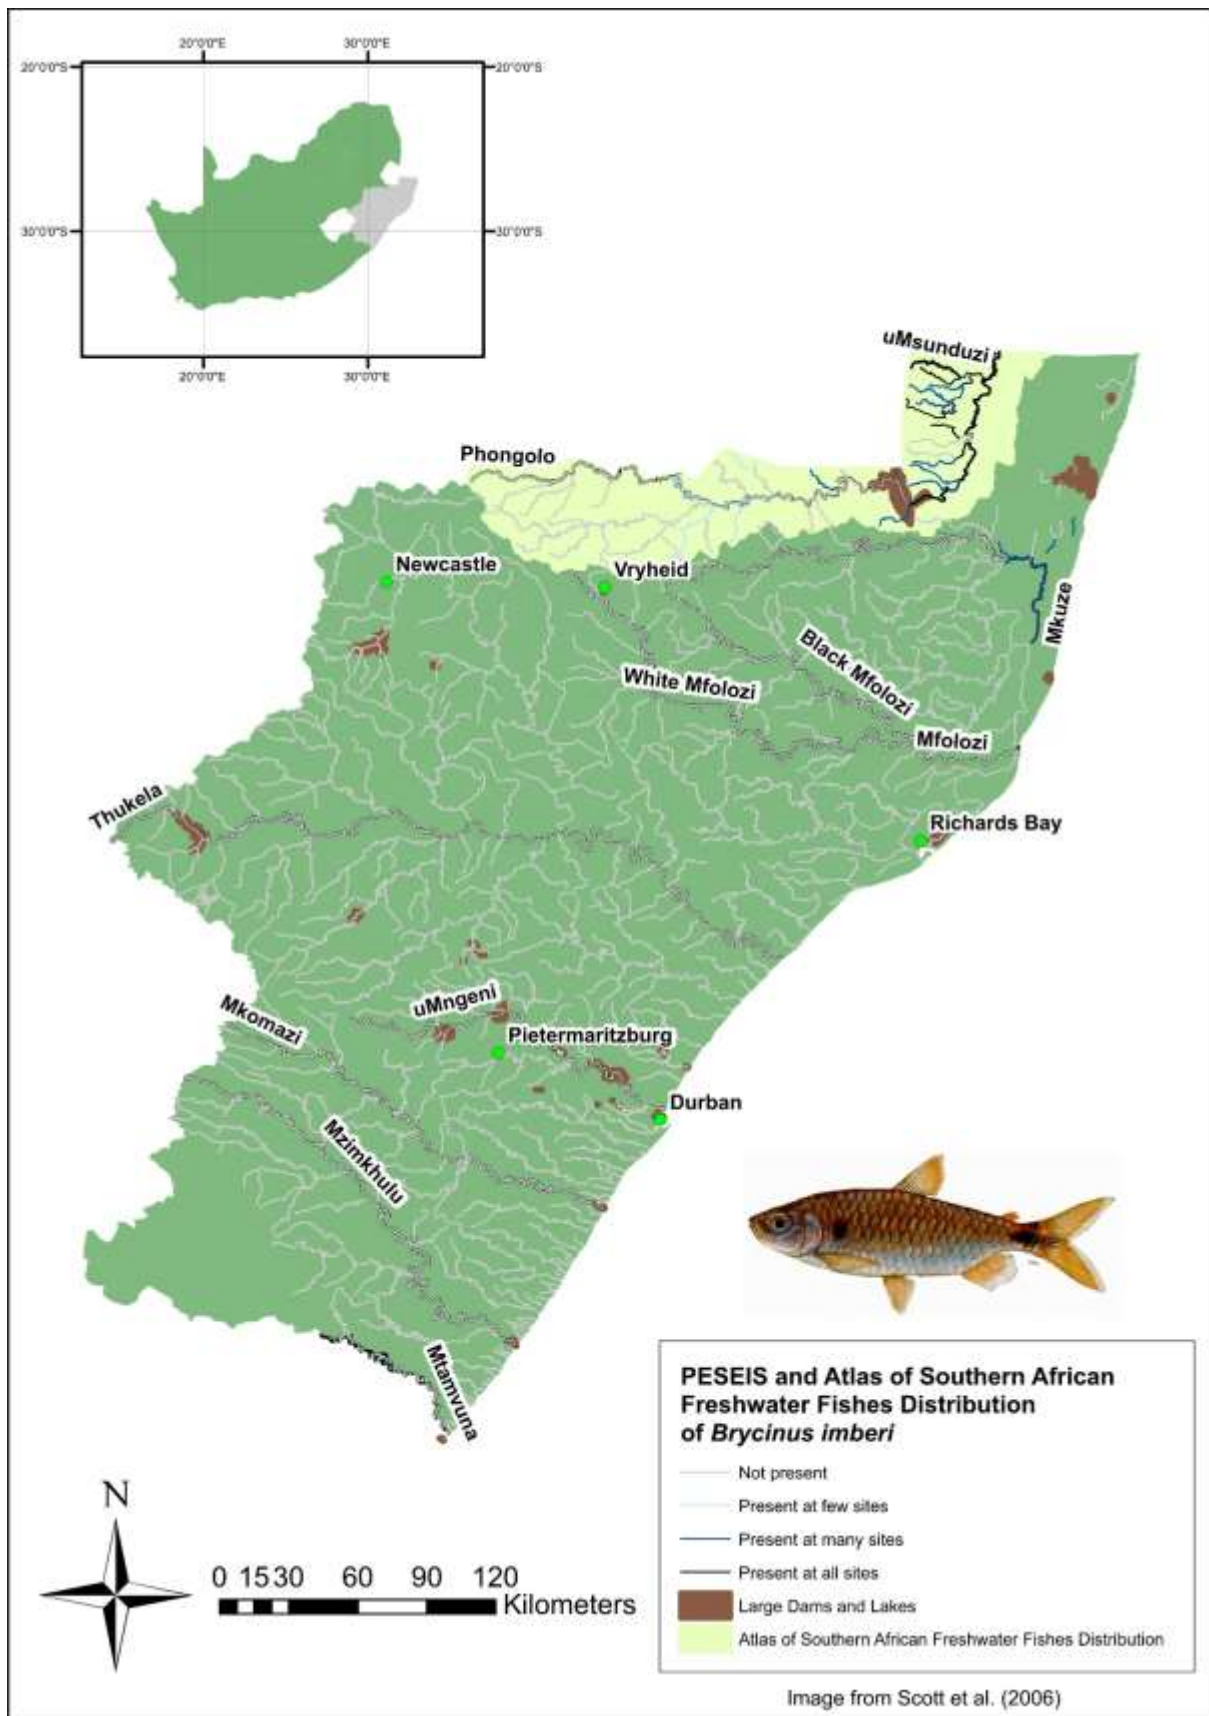 20°0'0"E
30°0'0"E
20°0'0"S
20°0'0"S
30°0'0"S
30°0'0"S
20°0'0"E
30°0'0"E
uMsunduzi
Phongolo
Newcastle
Vryheid
Mkuze
Black Mfolozi
White Mfolozi
Mfolozi
Thukela
Richards Bay
uMngeni
Mkomazi
Pietermaritzburg
Durban
Mzimkhulu
Mtamvuna
PESEIS and Atlas of Southern African
Freshwater Fishes Distribution
of Brycinus imberi
Not present
Present at few sites
Present at many sites
Present at all sites
Large Dams and Lakes
Atlas of Southern African Freshwater Fishes Distribution
N
0 15 30 60 90 120
Kilometers
Image from Scott et al. (2006)